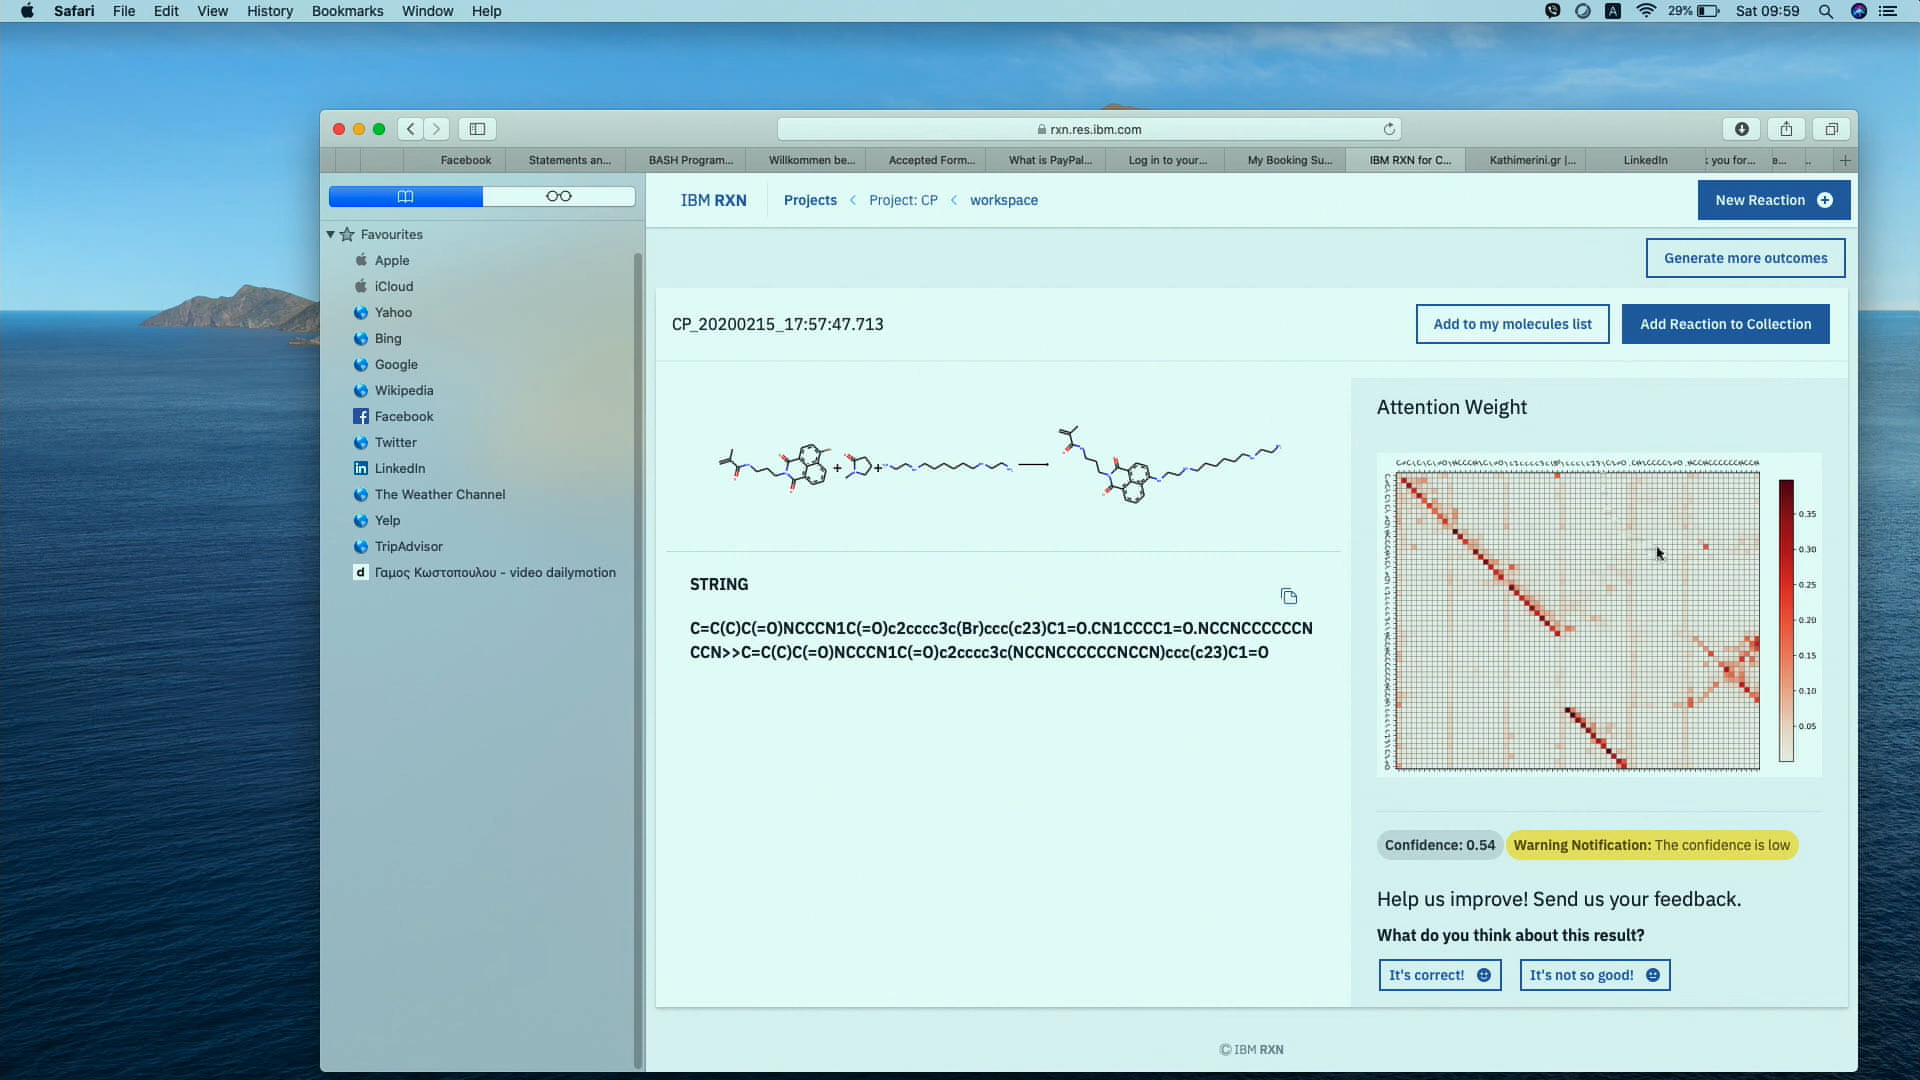 Safari File Edit View History Bookmarks Window Help
29% Sat 09:59
rxn.res.ibm.com
Facebook
Statements an...
BASH Program...
Willkommen be...
Accepted Form...
What is PayPal...
Log in to your...
My Booking Su...
IBM RXN for C...
Kathimerini.gr |...
LinkedIn
you for...
Favourites
Apple
iCloud
Yahoo
Bing
Google
Wikipedia
Facebook
Twitter
LinkedIn
The Weather Channel
Yelp
TripAdvisor
Γαμος Κωστοπουλου - video dailymotion
IBM RXN
Projects < Project: CP < workspace
New Reaction
Generate more outcomes
CP_20200215_17:57:47.713
Add to my molecules list
Add Reaction to Collection
STRING
C=C(C)C(=O)NCCCN1C(=O)c2cccc3c(Br)ccc(c23)C1=O.CN1CCCC1=O.NCCNCCCCCCN
CCN>>C=C(C)C(=O)NCCCN1C(=O)c2cccc3c(NCCNCCCCCCNCCN)ccc(c23)C1=O
Attention Weight
0.35
0.30
0.25
0.20
0.15
0.10
0.05
Confidence: 0.54
Warning Notification: The confidence is low
Help us improve! Send us your feedback.
What do you think about this result?
It's correct!
It's not so good!
© IBM RXN